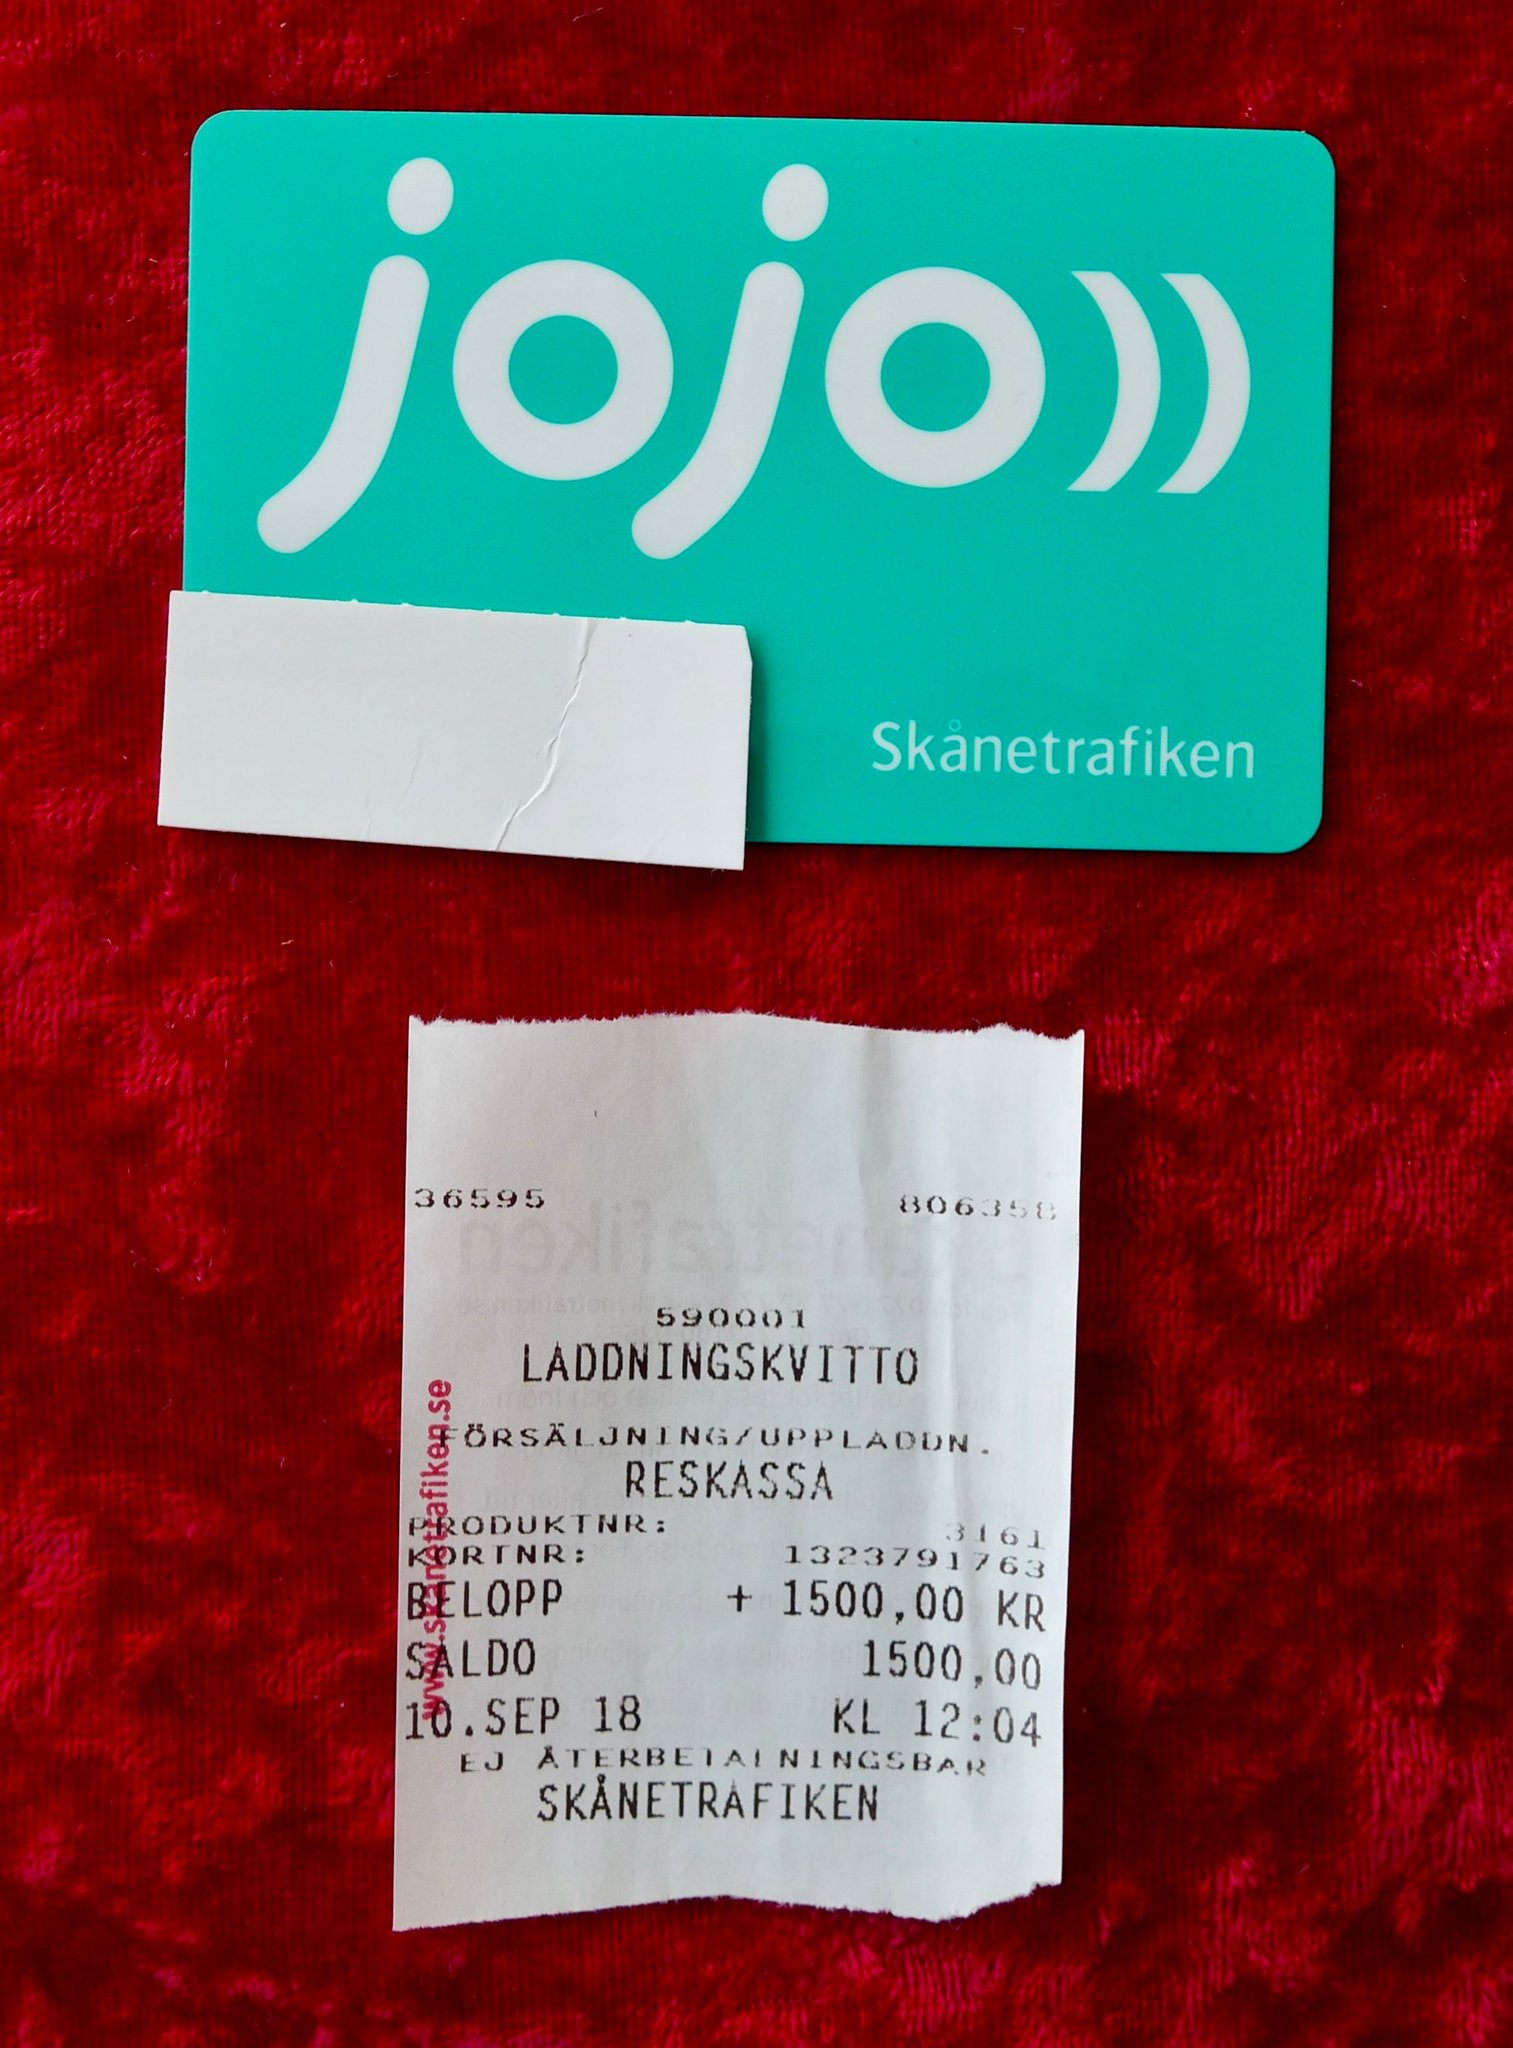 jojo
Skånetrafiken
36595 806358
590001
LADDNINGSKVITTO
FÖRSÄLJNING/UPPLADDN.
RESKASSA
PRODUKTNR: 3161
KORTNR: 1323791763
BELOPP + 1500,00 KR
SALDO 1500,00
10.SEP 18 KL 12:04
EJ ÅTERBETALNINGSBAR
SKÅNETRAFIKEN
www.skanetrafiken.se